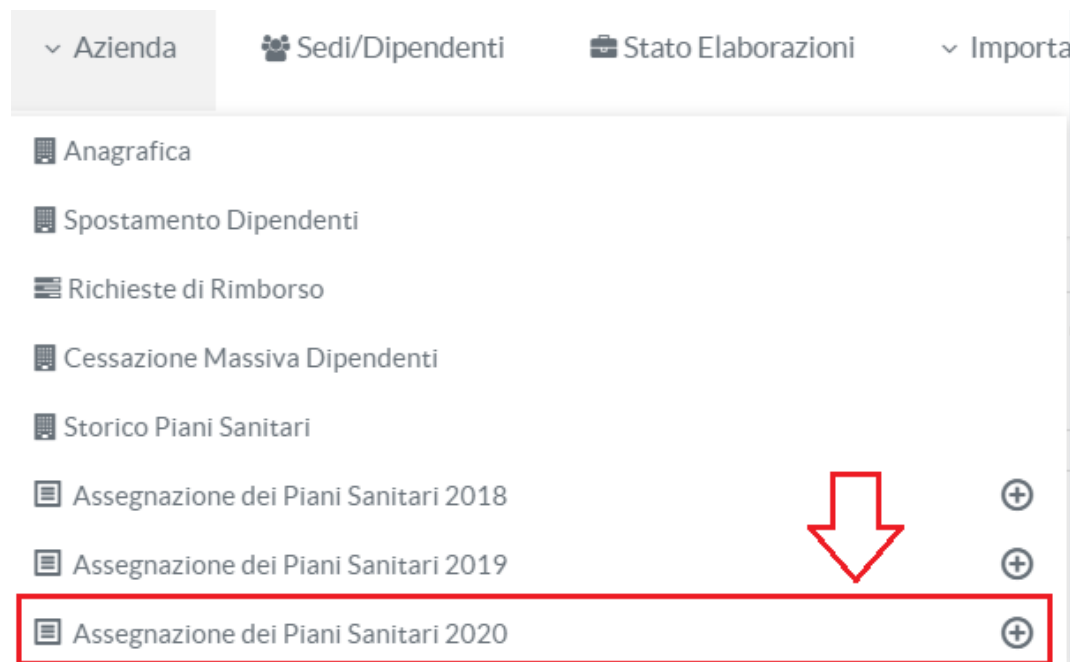 Azienda Sedi/Dipendenti Stato Elaborazioni Importa
Anagrafica
Spostamento Dipendenti
Richieste di Rimborso
Cessazione Massiva Dipendenti
Storico Piani Sanitari
Assegnazione dei Piani Sanitari 2018
Assegnazione dei Piani Sanitari 2019
Assegnazione dei Piani Sanitari 2020